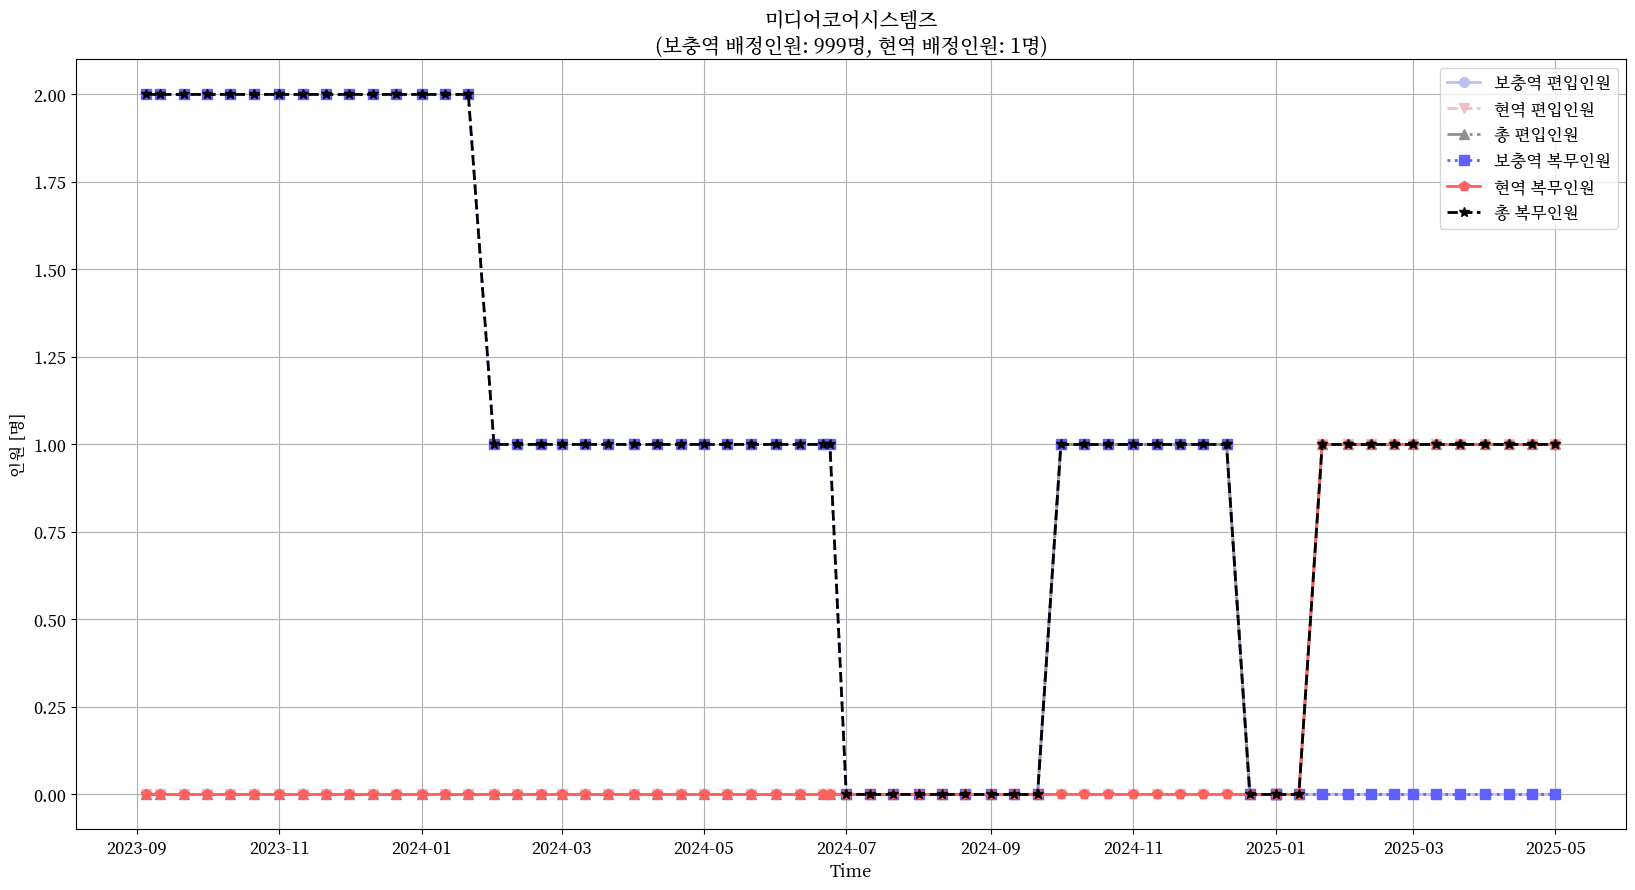 미디어코어시스템즈
(보충역 배정인원: 999명, 현역 배정인원: 1명)
2.00
1.75
1.50
1.25
1.00
0.75
0.50
0.25
0.00
인원 [명]
보충역 편입인원
현역 편입인원
총 편입인원
보충역 복무인원
현역 복무인원
총 복무인원
2023-09
2023-11
2024-01
2024-03
2024-05
2024-07
2024-09
2024-11
2025-01
2025-03
2025-05
Time